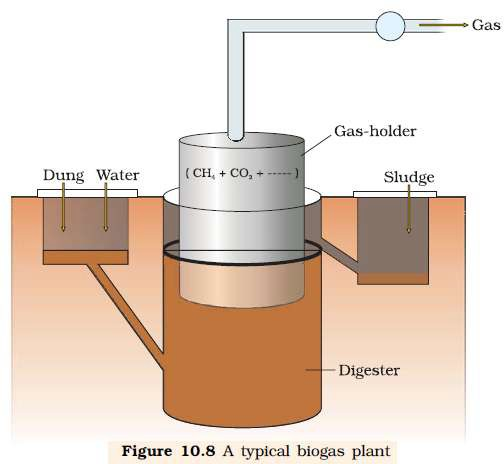 Gas
Gas-holder
( CH₄ + CO₂ + ----- )
Dung Water
Sludge
Digester
Figure 10.8 A typical biogas plant